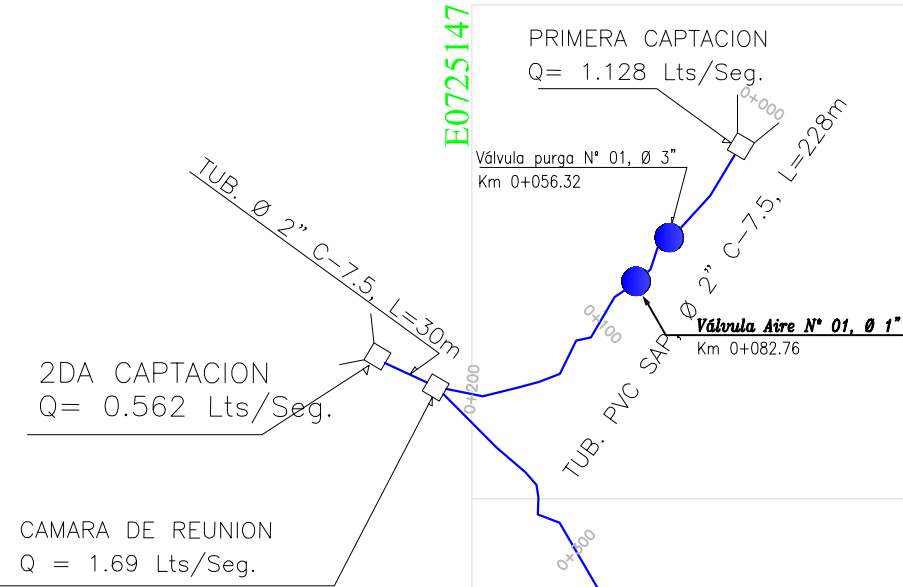 E0725147
PRIMERA CAPTACION
Q= 1.128 Lts/Seg.
0+000
Válvula purga N° 01, Ø 3”
Km 0+056.32
TUB. PVC SAP, Ø 2” C-7.5, L=228m
TUB. Ø 2” C-7.5, L=30m
0+100
Válvula Aire N° 01, Ø 1”
Km 0+082.76
2DA CAPTACION
Q= 0.562 Lts/Seg.
0+200
CAMARA DE REUNION
Q = 1.69 Lts/Seg.
0+300